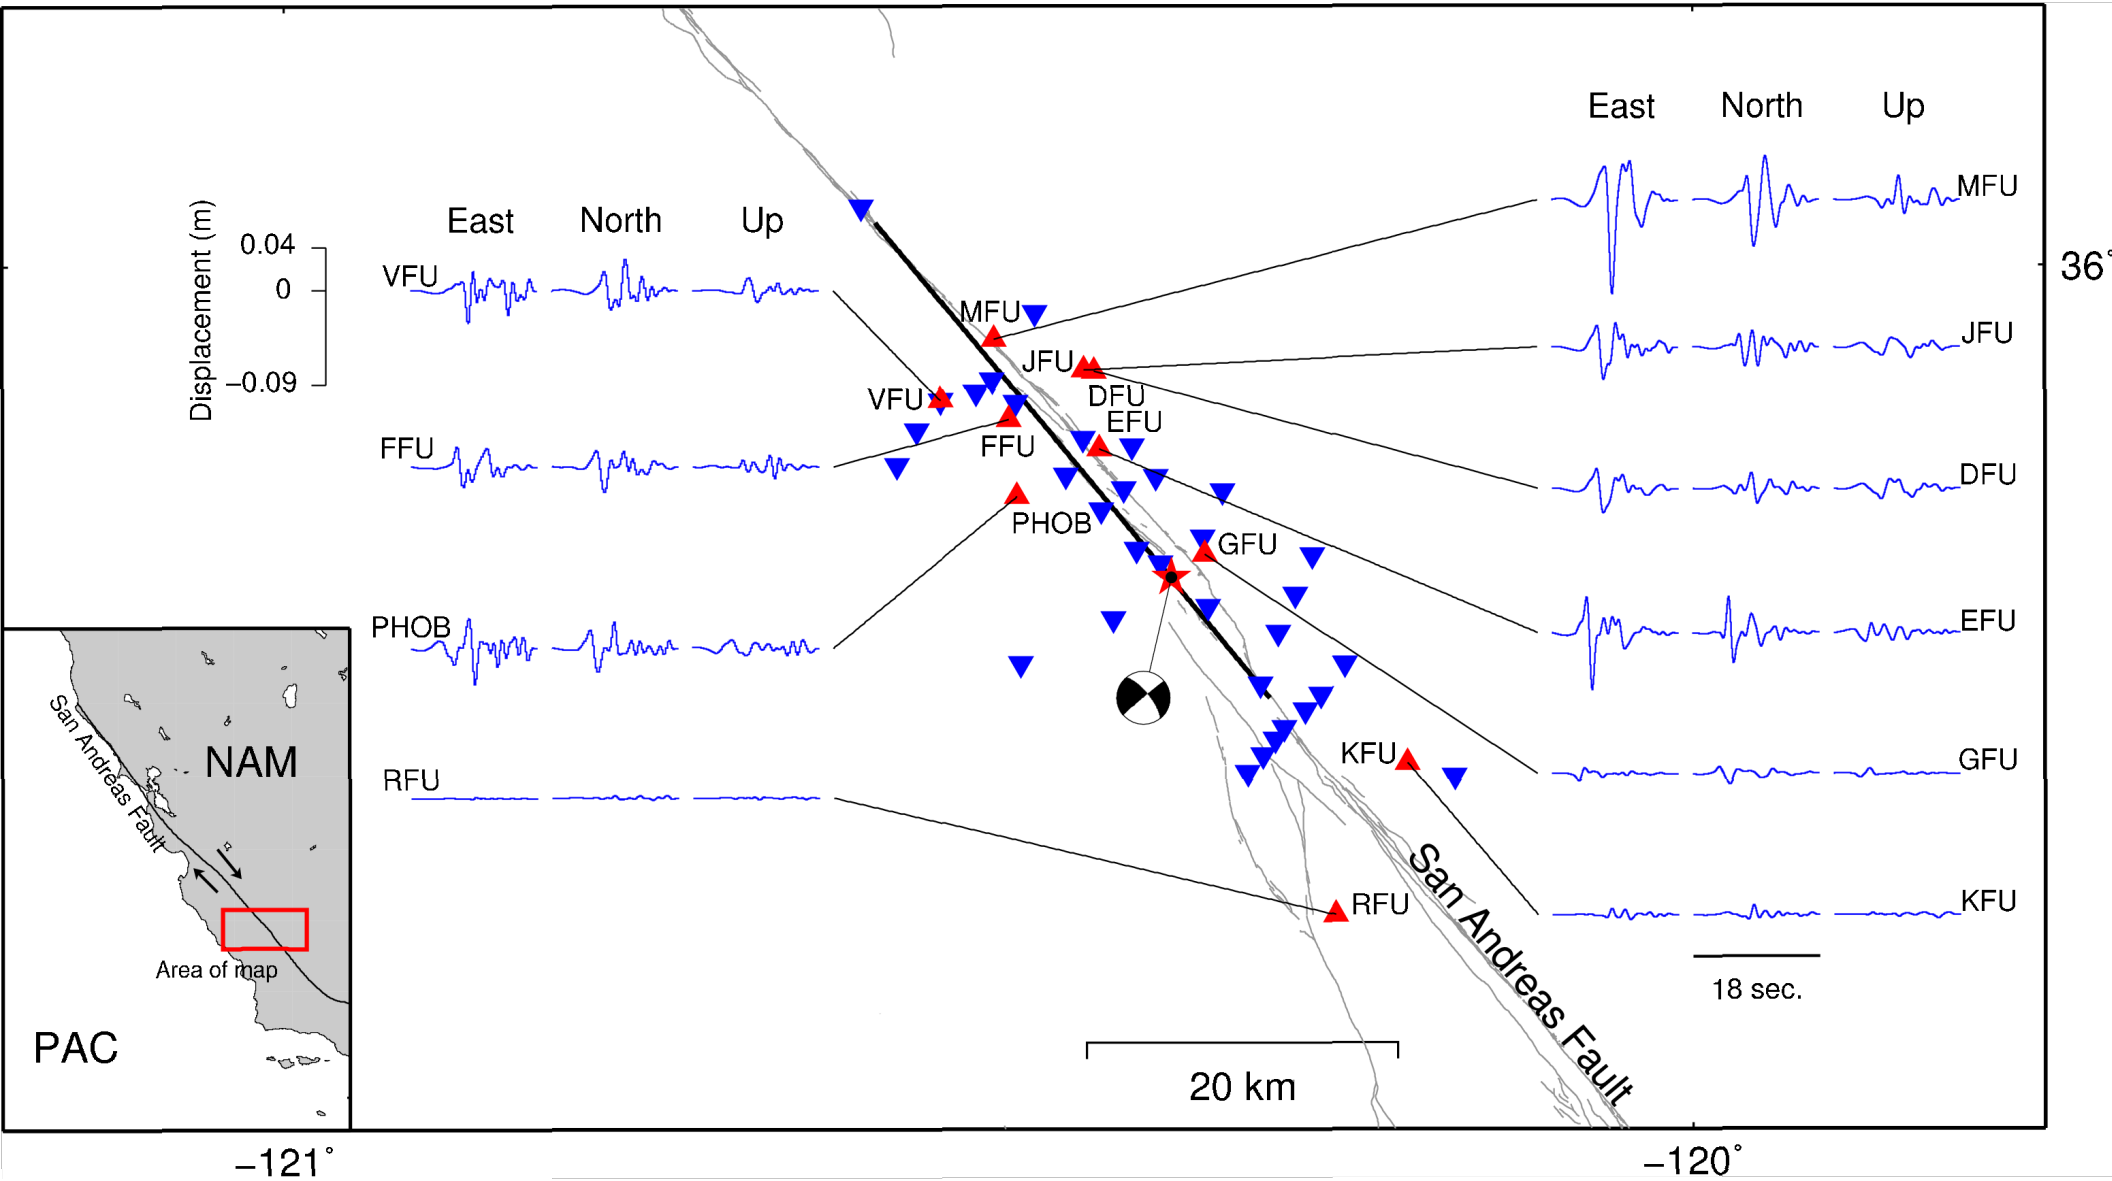 East North Up
MFU
East North Up
Displacement (m)
0.04
0
−0.09
VFU
36°
MFU
JFU
JFU
DFU
VFU
EFU
FFU
FFU
DFU
PHOB
GFU
PHOB
EFU
San Andreas Fault
NAM
KFU
GFU
RFU
RFU
KFU
San Andreas Fault
Area of map
18 sec.
PAC
20 km
−121°
−120°